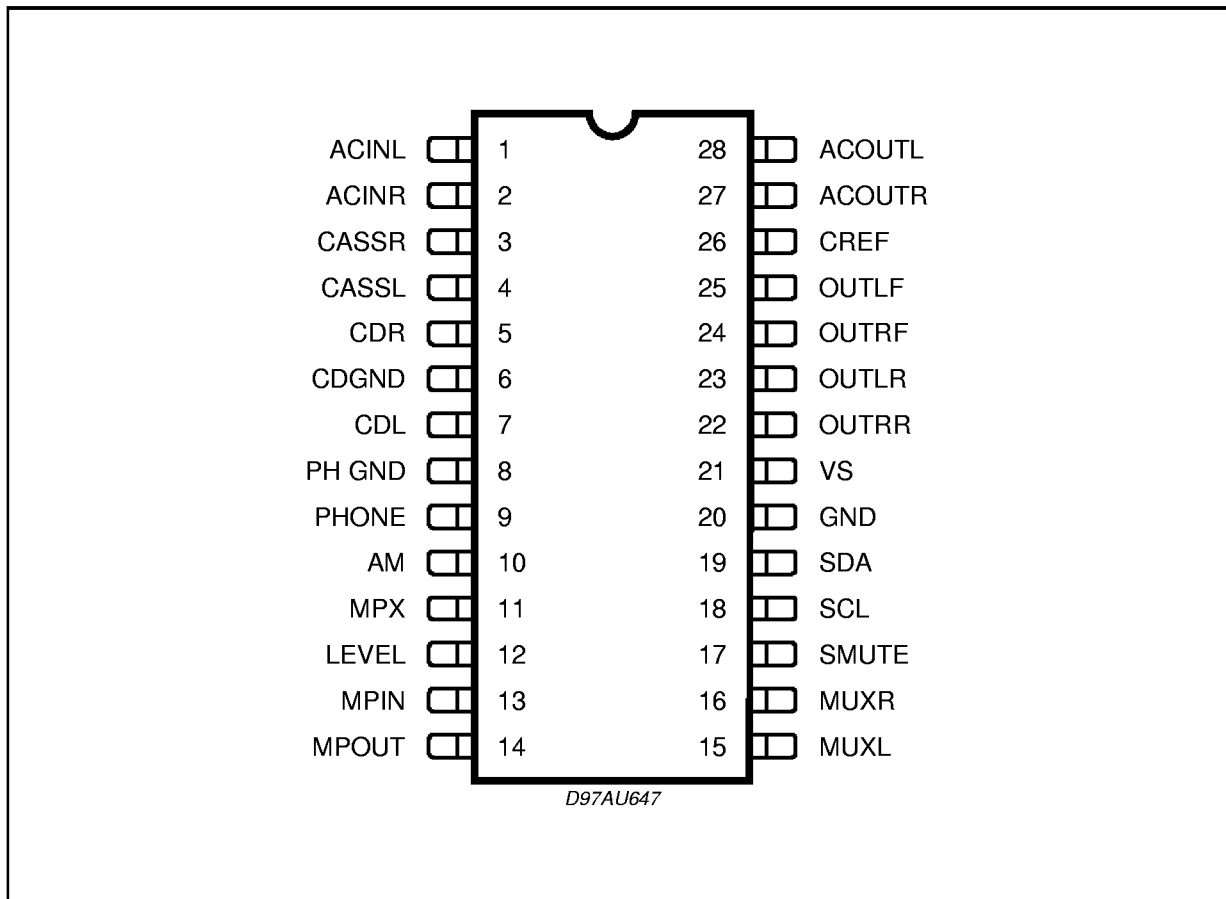 ACINL 1 28 ACOUTL
ACINR 2 27 ACOUTR
CASSR 3 26 CREF
CASSL 4 25 OUTLF
CDR 5 24 OUTRF
CDGND 6 23 OUTLR
CDL 7 22 OUTRR
PH GND 8 21 VS
PHONE 9 20 GND
AM 10 19 SDA
MPX 11 18 SCL
LEVEL 12 17 SMUTE
MPIN 13 16 MUXR
MPOUT 14 15 MUXL
D97AU647